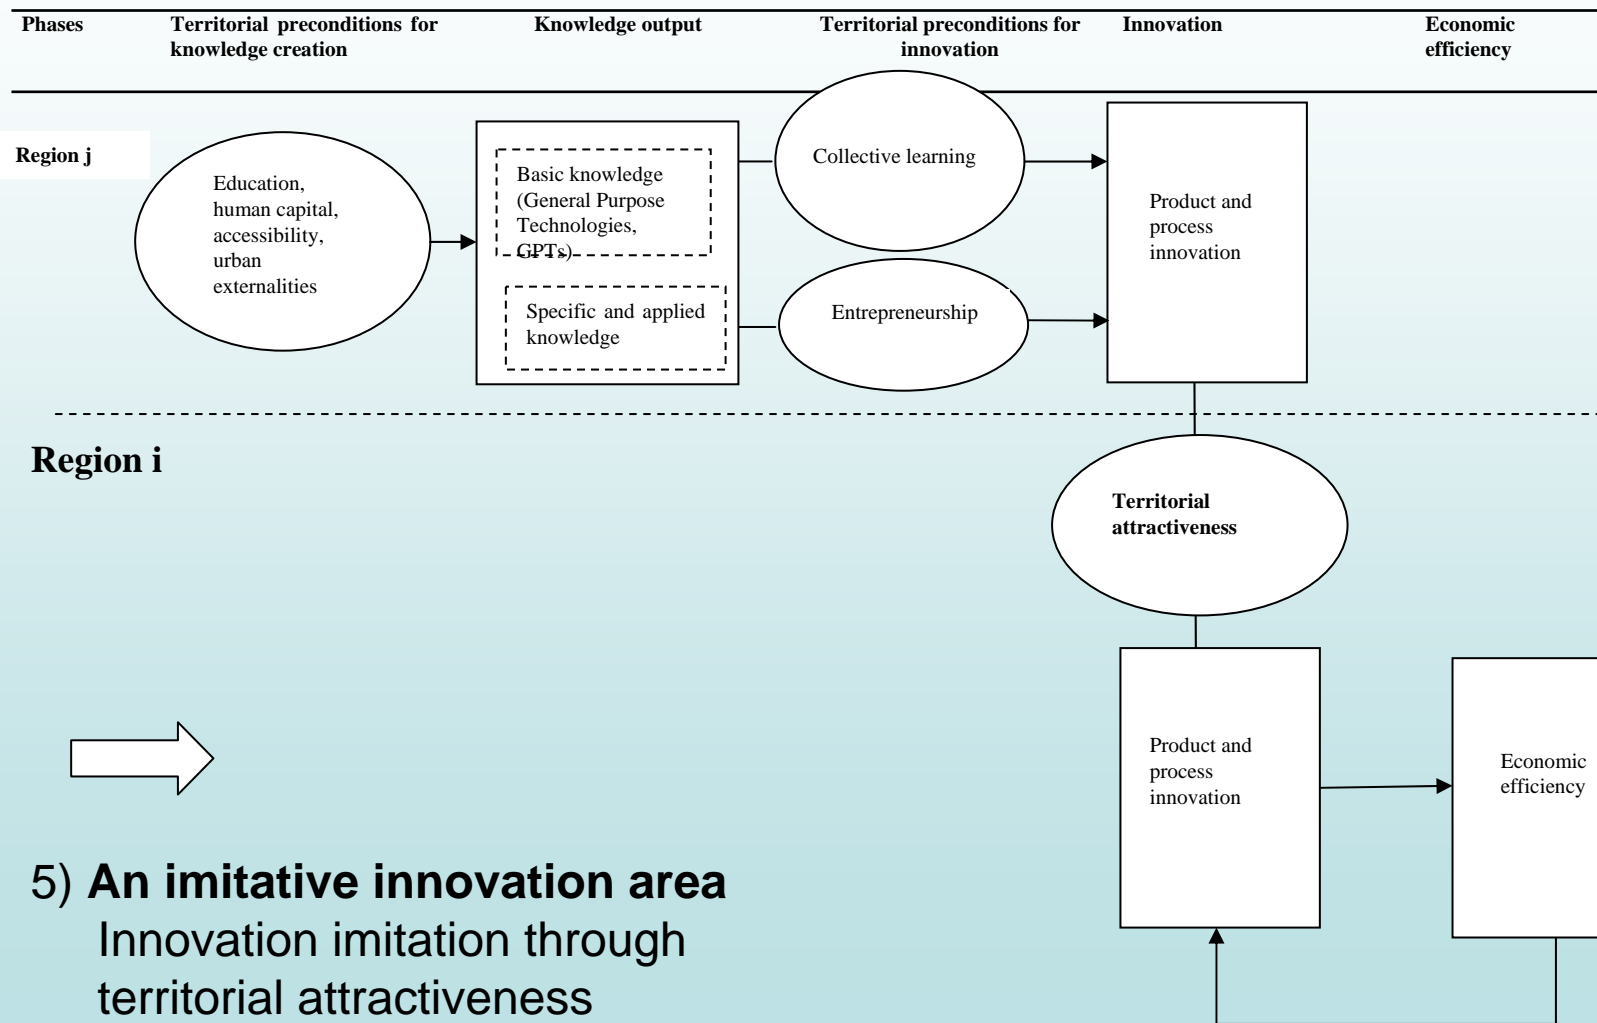 Phases
Territorial preconditions for
knowledge creation
Knowledge output
Territorial preconditions for
innovation
Innovation
Economic
efficiency
Region j
Education,
human capital,
accessibility,
urban
externalities
Basic knowledge
(General Purpose
Technologies,
GPTs)
Specific and applied
knowledge
Collective learning
Entrepreneurship
Product and
process
innovation
Region i
Territorial
attractiveness
Product and
process
innovation
Economic
efficiency
5) An imitative innovation area
Innovation imitation through
territorial attractiveness